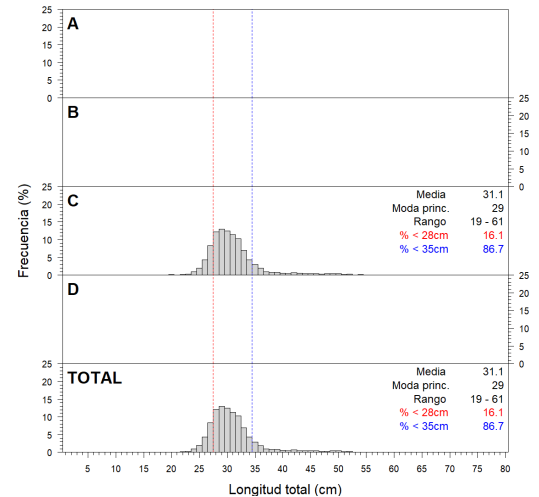 25
20
15
10
5
0
A
B
25
20
15
10
5
0
Frecuencia (%)
25
20
15
10
5
0
C
Media 31.1
Moda princ. 29
Rango 19 - 61
% < 28cm 16.1
% < 35cm 86.7
D
25
20
15
10
5
0
25
20
15
10
5
0
TOTAL
Media 31.1
Moda princ. 29
Rango 19 - 61
% < 28cm 16.1
% < 35cm 86.7
5 10 15 20 25 30 35 40 45 50 55 60 65 70 75 80
Longitud total (cm)